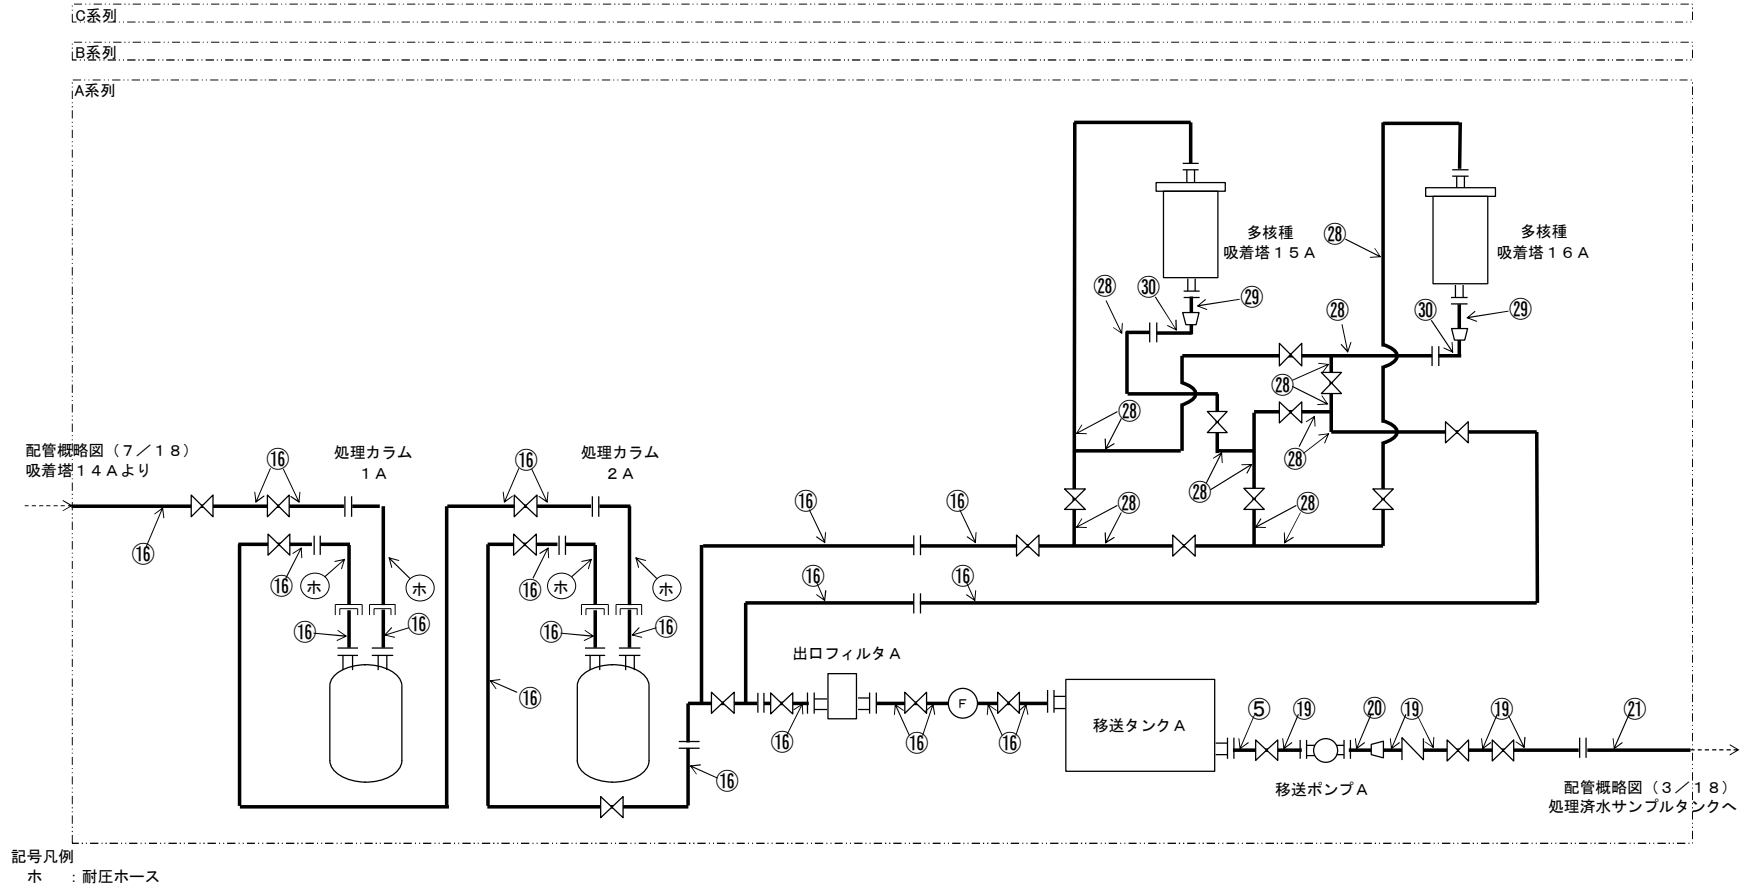 C系列
B系列
A系列
多核種
吸着塔１５A
多核種
吸着塔１６A
㉘
㉘
㉚
㉙
㉘
㉚
㉙
㉘
㉘
㉘
㉘
㉘
㉘
㉘
配管概略図（７／１８）
吸着塔１４Aより
処理カラム
１A
処理カラム
２A
⑯
⑯
⑯
⑯
⑯
⑯
ホ
ホ
⑯
ホ
ホ
⑯
⑯
⑯
⑯
⑯
⑯
⑯
⑯
出口フィルタA
F
⑯
⑯
⑯
移送タンクA
⑤
⑲
⑳
⑲
⑲
㉑
移送ポンプA
配管概略図（３／１８）
処理済水サンプルタンクへ
記号凡例
ホ ：耐圧ホース